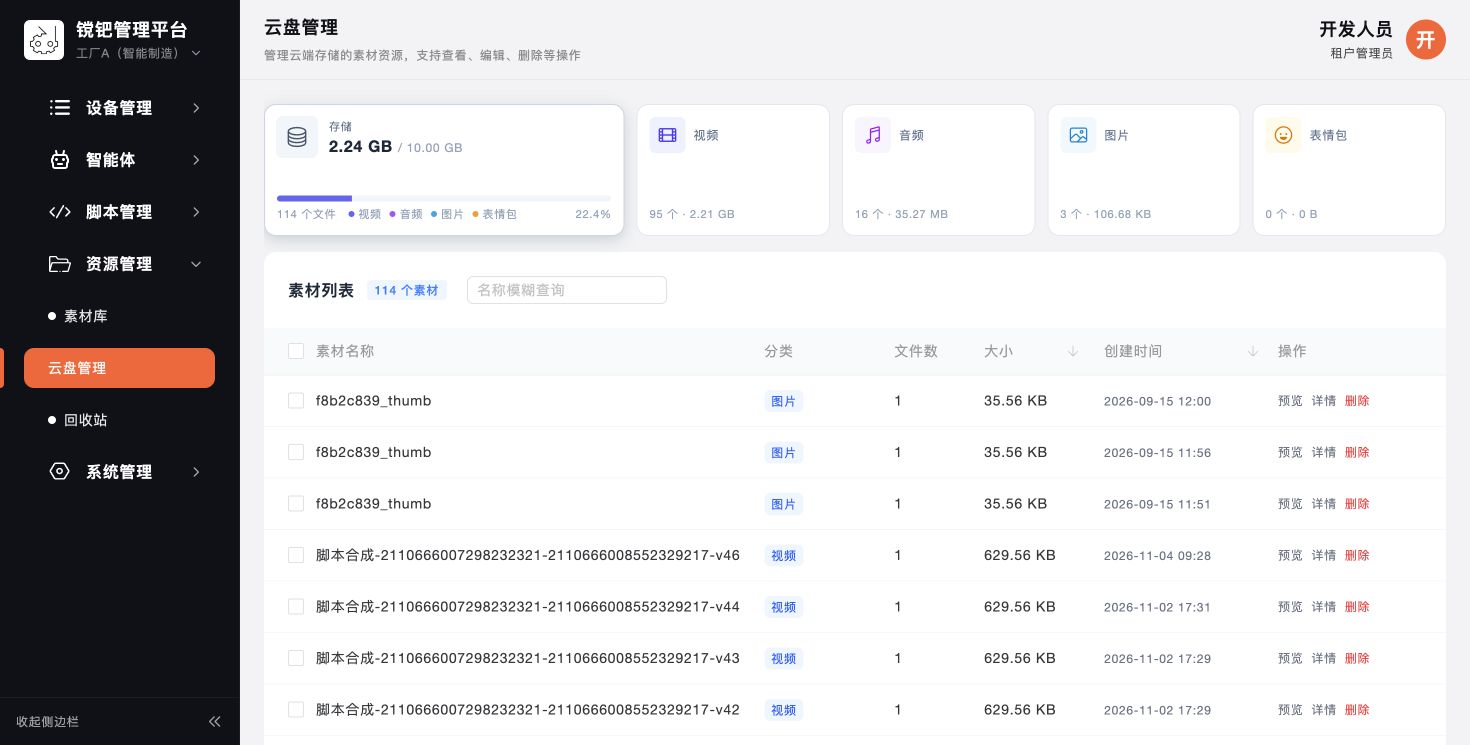 镋钯管理平台
工厂A（智能制造）
设备管理
智能体
脚本管理
资源管理
素材库
云盘管理
回收站
系统管理
收起侧边栏
云盘管理
管理云端存储的素材资源，支持查看、编辑、删除等操作
开发人员
租户管理员
开
存储
2.24 GB / 10.00 GB
114 个文件 视频 音频 图片 表情包 22.4%
视频
95 个 · 2.21 GB
音频
16 个 · 35.27 MB
图片
3 个 · 106.68 KB
表情包
0 个 · 0 B
素材列表 114 个素材 名称模糊查询
素材名称 分类 文件数 大小 创建时间 操作
f8b2c839_thumb 图片 1 35.56 KB 2026-09-15 12:00 预览 详情 删除
f8b2c839_thumb 图片 1 35.56 KB 2026-09-15 11:56 预览 详情 删除
f8b2c839_thumb 图片 1 35.56 KB 2026-09-15 11:51 预览 详情 删除
脚本合成-2110666007298232321-2110666008552329217-v46 视频 1 629.56 KB 2026-11-04 09:28 预览 详情 删除
脚本合成-2110666007298232321-2110666008552329217-v44 视频 1 629.56 KB 2026-11-02 17:31 预览 详情 删除
脚本合成-2110666007298232321-2110666008552329217-v43 视频 1 629.56 KB 2026-11-02 17:29 预览 详情 删除
脚本合成-2110666007298232321-2110666008552329217-v42 视频 1 629.56 KB 2026-11-02 17:29 预览 详情 删除